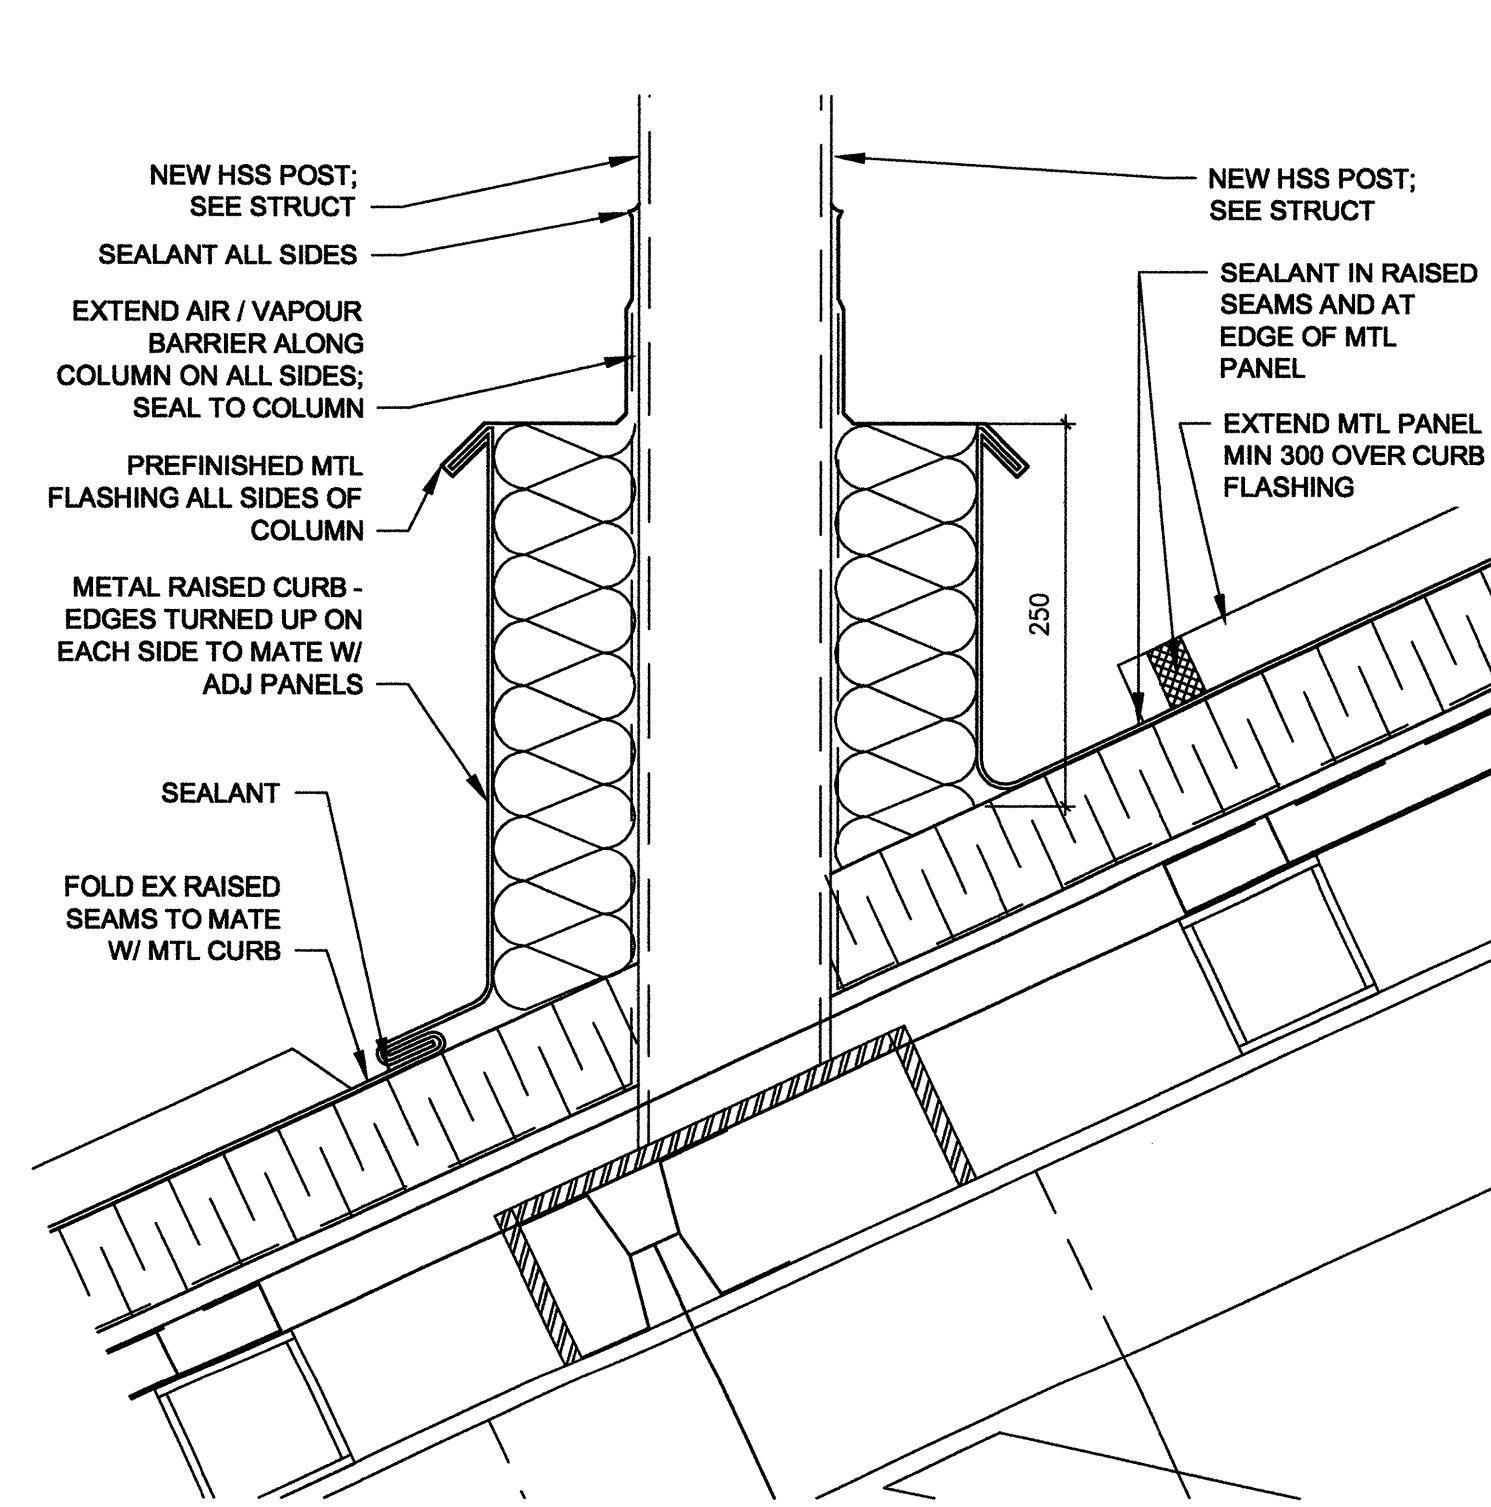 NEW HSS POST;
SEE STRUCT
SEALANT ALL SIDES
EXTEND AIR / VAPOUR
BARRIER ALONG
COLUMN ON ALL SIDES;
SEAL TO COLUMN
PREFINISHED MTL
FLASHING ALL SIDES OF
COLUMN
METAL RAISED CURB -
EDGES TURNED UP ON
EACH SIDE TO MATE W/
ADJ PANELS
SEALANT
FOLD EX RAISED
SEAMS TO MATE
W/ MTL CURB
NEW HSS POST;
SEE STRUCT
SEALANT IN RAISED
SEAMS AND AT
EDGE OF MTL
PANEL
EXTEND MTL PANEL
MIN 300 OVER CURB
FLASHING
250